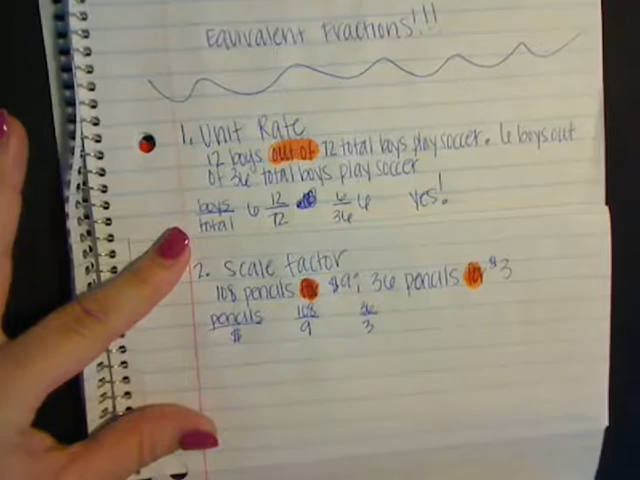 Equivalent Fractions!!!
1. Unit Rate
12 boys out of 72 total boys play soccer. 6 boys out
of 36 total boys play soccer
boys/total 6 12/72 6/36 6 yes!
2. Scale factor
108 pencils for $9; 36 pencils for $3
pencils/$ 108/9 36/3